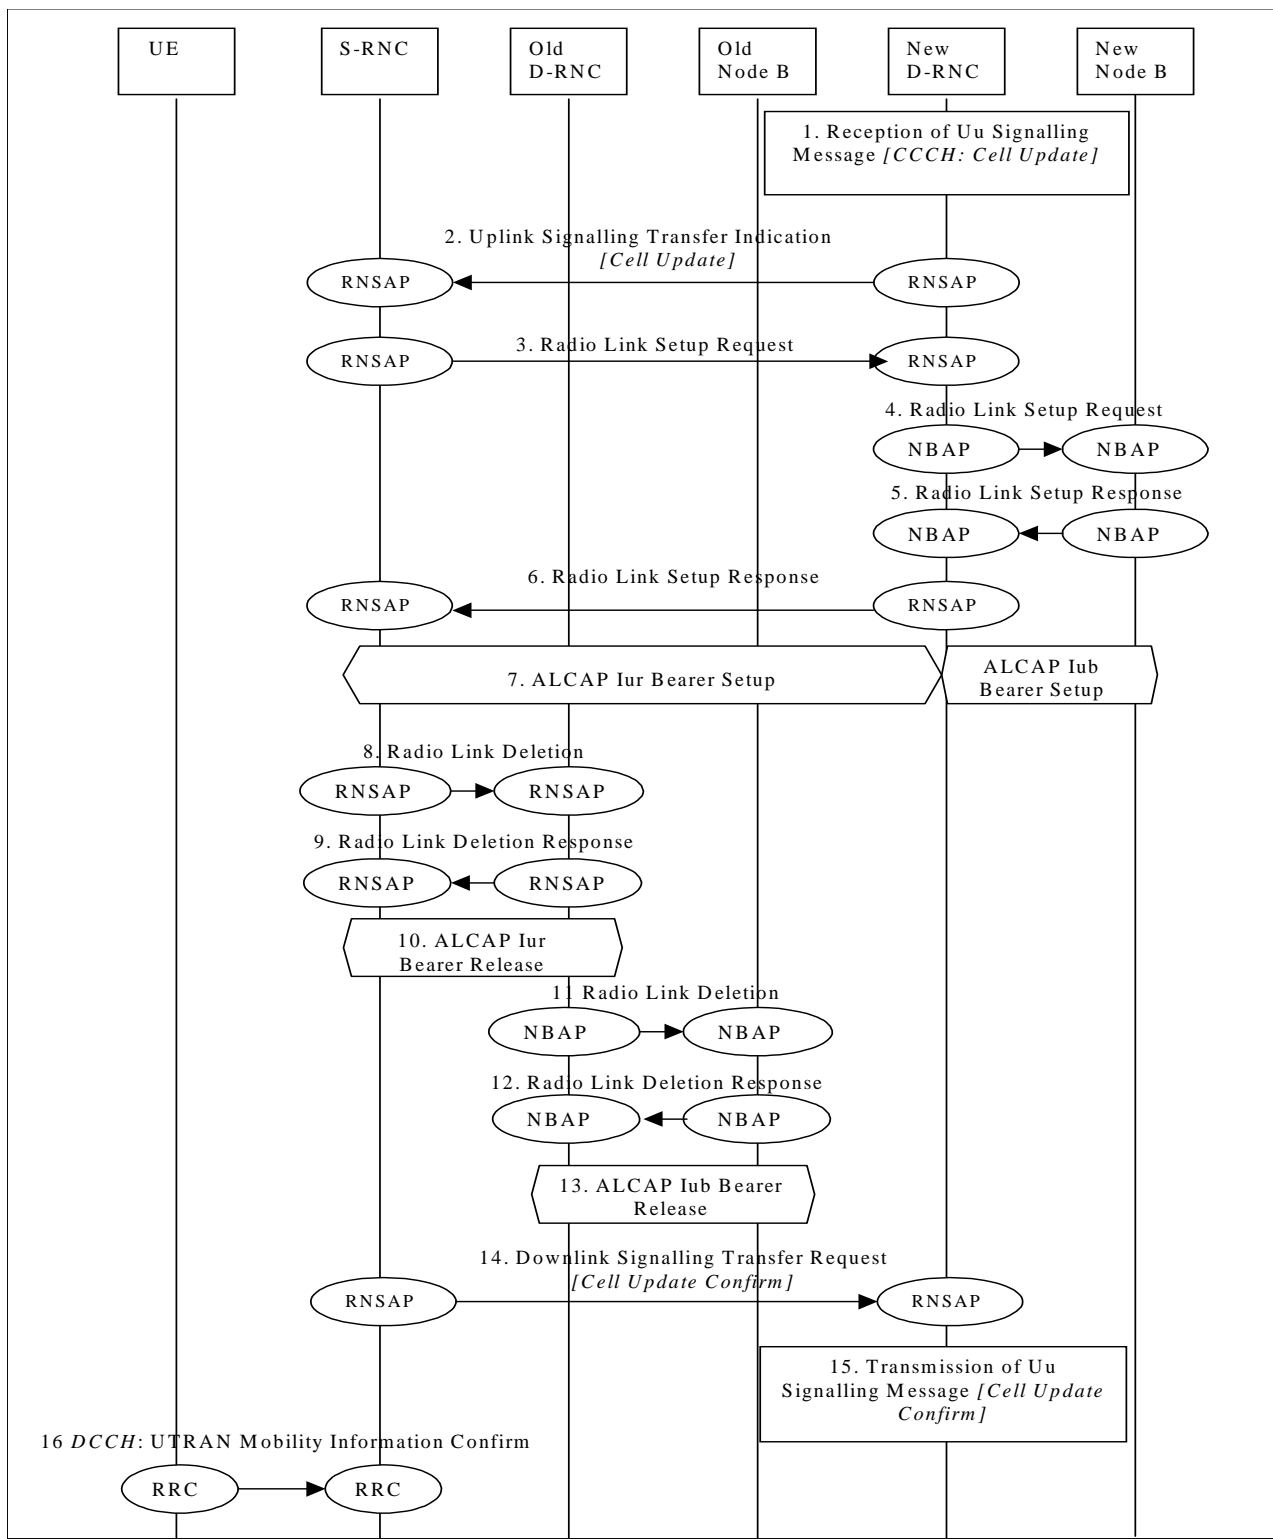 UE
S-RNC
Old
D-RNC
Old
Node B
New
D-RNC
New
Node B
1. Reception of Uu Signalling
Message [CCCH: Cell Update]
2. Uplink Signalling Transfer Indication
[Cell Update]
RNSAP
RNSAP
3. Radio Link Setup Request
RNSAP
RNSAP
4. Radio Link Setup Request
NBAP
NBAP
5. Radio Link Setup Response
NBAP
NBAP
6. Radio Link Setup Response
RNSAP
RNSAP
7. ALCAP Iur Bearer Setup
ALCAP Iub
Bearer Setup
8. Radio Link Deletion
RNSAP
RNSAP
9. Radio Link Deletion Response
RNSAP
RNSAP
10. ALCAP Iur
Bearer Release
11 Radio Link Deletion
NBAP
NBAP
12. Radio Link Deletion Response
NBAP
NBAP
13. ALCAP Iub Bearer
Release
14. Downlink Signalling Transfer Request
[Cell Update Confirm]
RNSAP
RNSAP
15. Transmission of Uu
Signalling Message [Cell Update
Confirm]
16 DCCH: UTRAN Mobility Information Confirm
RRC
RRC